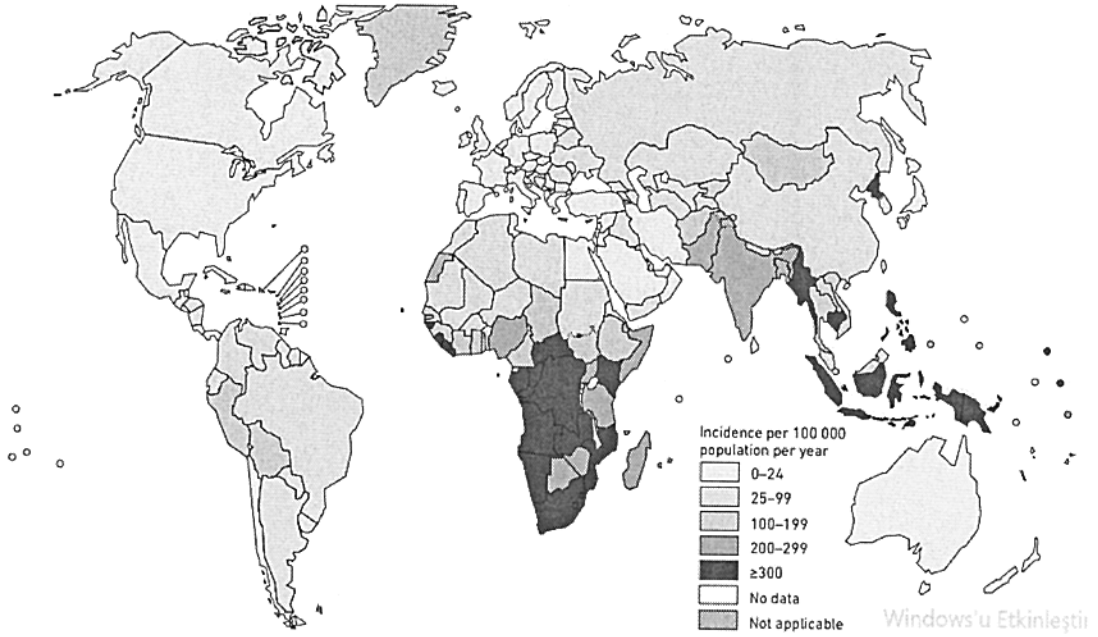 Incidence per 100 000
population per year
0–24
25–99
100–199
200–299
≥300
No data
Not applicable
Windows'u Etkinleştir